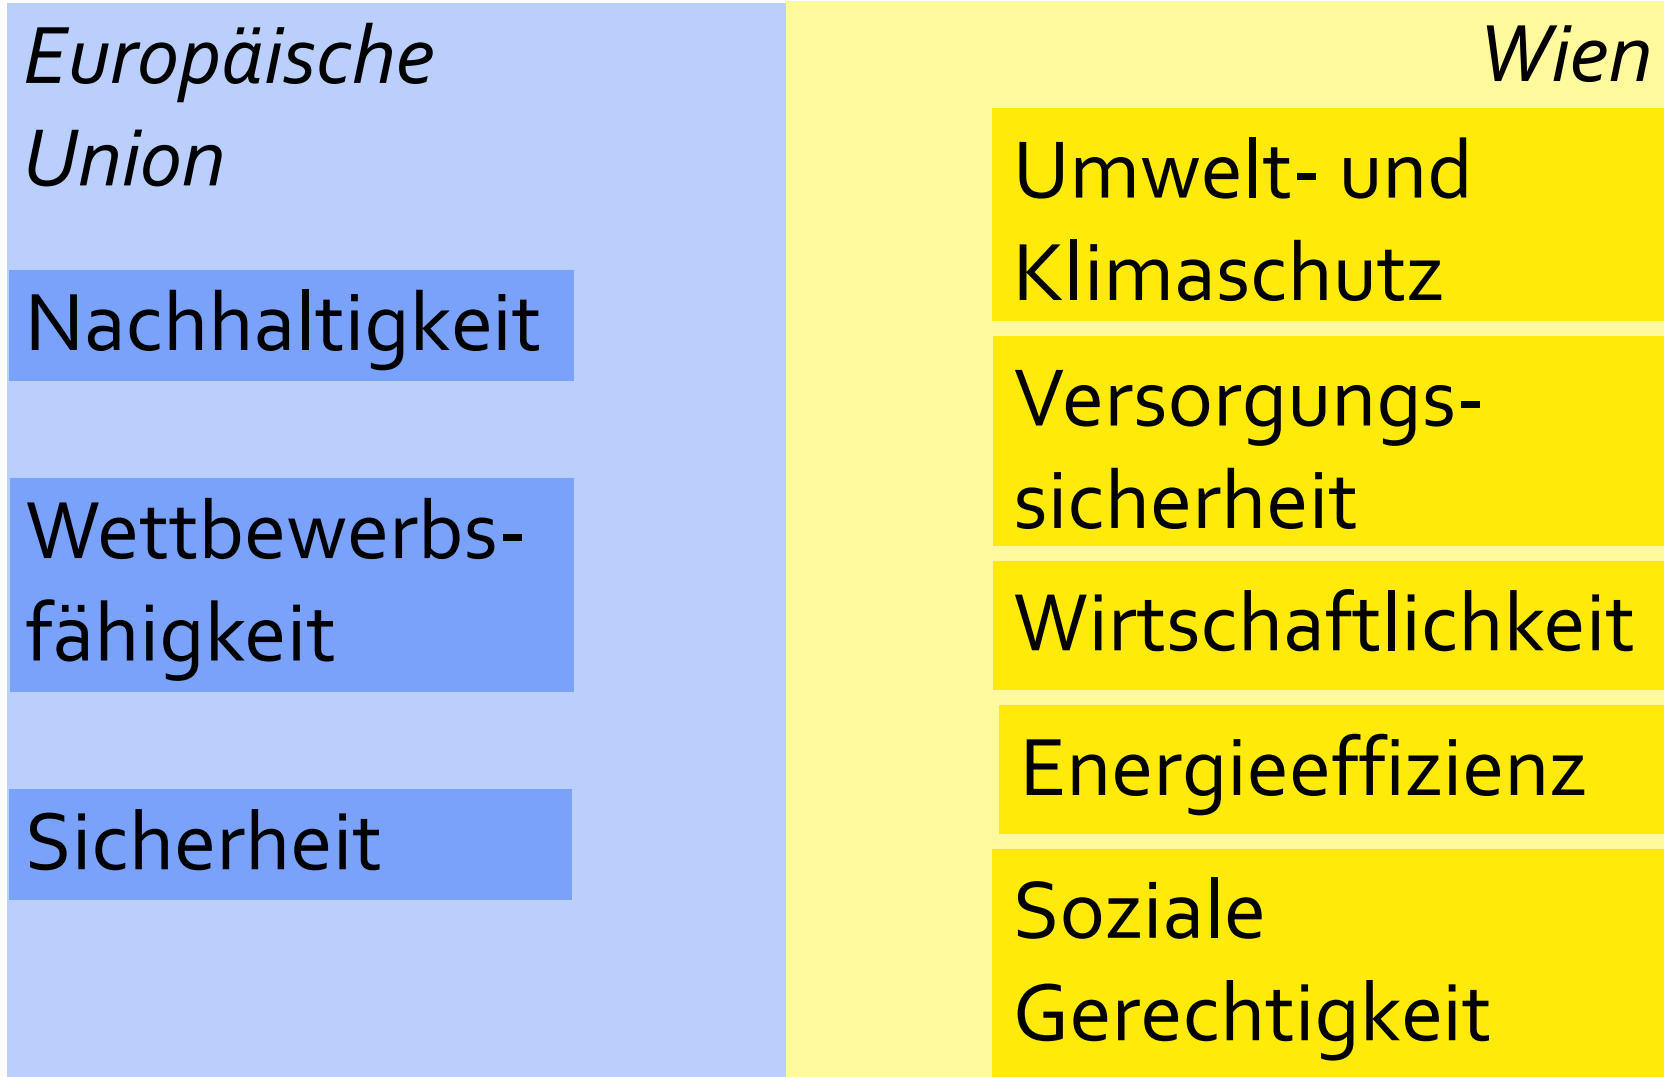 Europäische
Union
Nachhaltigkeit
Wettbewerbs-
fähigkeit
Sicherheit
Wien
Umwelt- und
Klimaschutz
Versorgungs-
sicherheit
Wirtschaftlichkeit
Energieeffizienz
Soziale
Gerechtigkeit